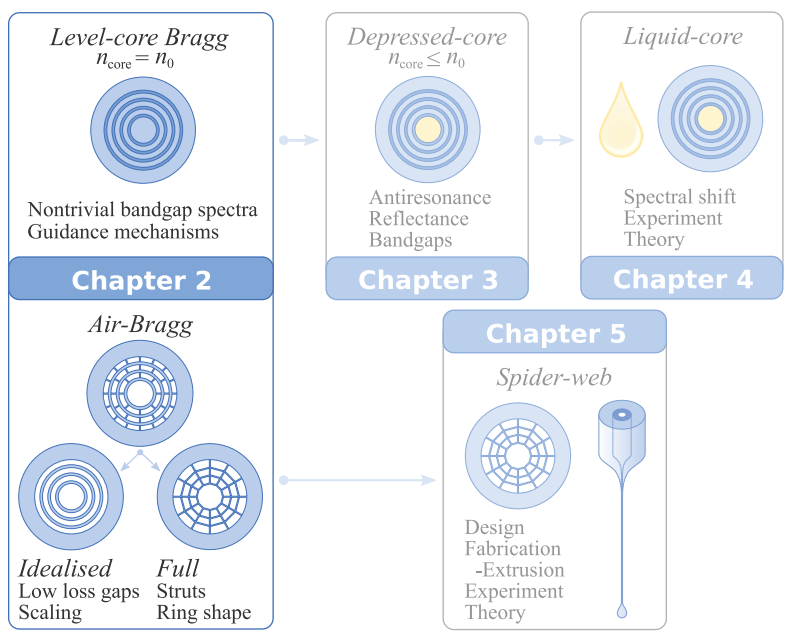 Level-core Bragg
n_core = n_0
Nontrivial bandgap spectra
Guidance mechanisms
Chapter 2
Air-Bragg
Idealised
Low loss gaps
Scaling
Full
Struts
Ring shape
Depressed-core
n_core ≤ n_0
Antiresonance
Reflectance
Bandgaps
Chapter 3
Liquid-core
Spectral shift
Experiment
Theory
Chapter 4
Chapter 5
Spider-web
Design
Fabrication
-Extrusion
Experiment
Theory